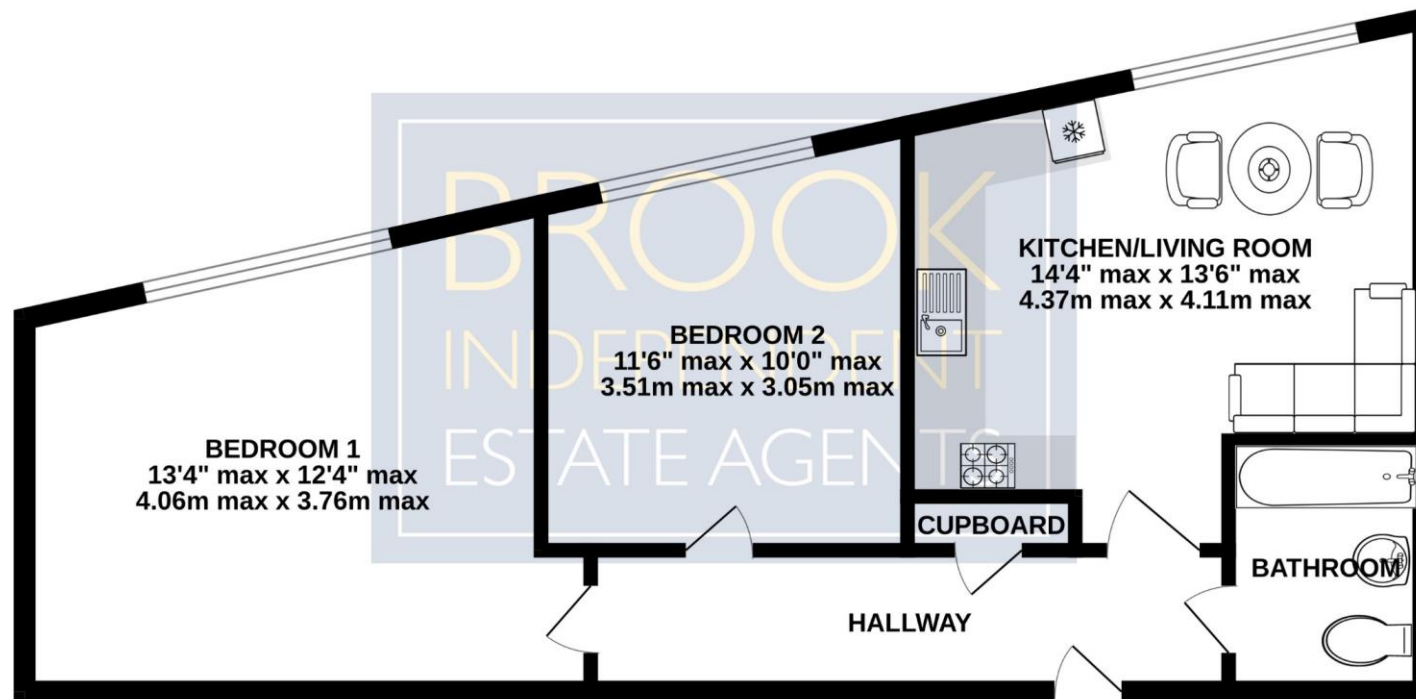 BROOK
INDEPENDENT
ESTATE AGENTS
KITCHEN/LIVING ROOM
14'4" max x 13'6" max
4.37m max x 4.11m max
BEDROOM 2
11'6" max x 10'0" max
3.51m max x 3.05m max
BEDROOM 1
13'4" max x 12'4" max
4.06m max x 3.76m max
CUPBOARD
BATHROOM
HALLWAY